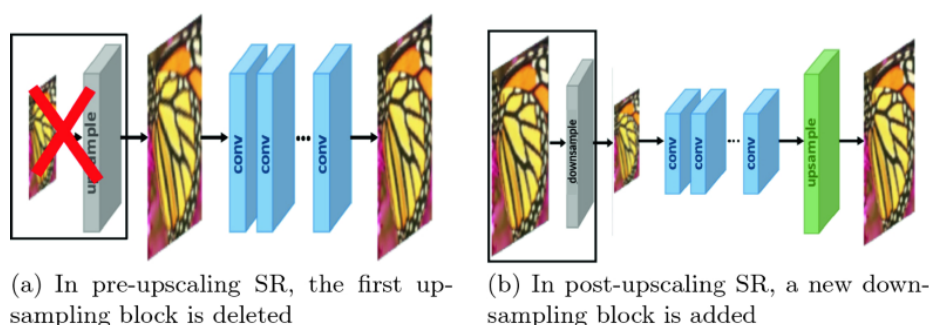 upsample
conv
conv
conv
downsample
conv
conv
conv
upsample
(a) In pre-upscaling SR, the first up-
sampling block is deleted
(b) In post-upscaling SR, a new down-
sampling block is added